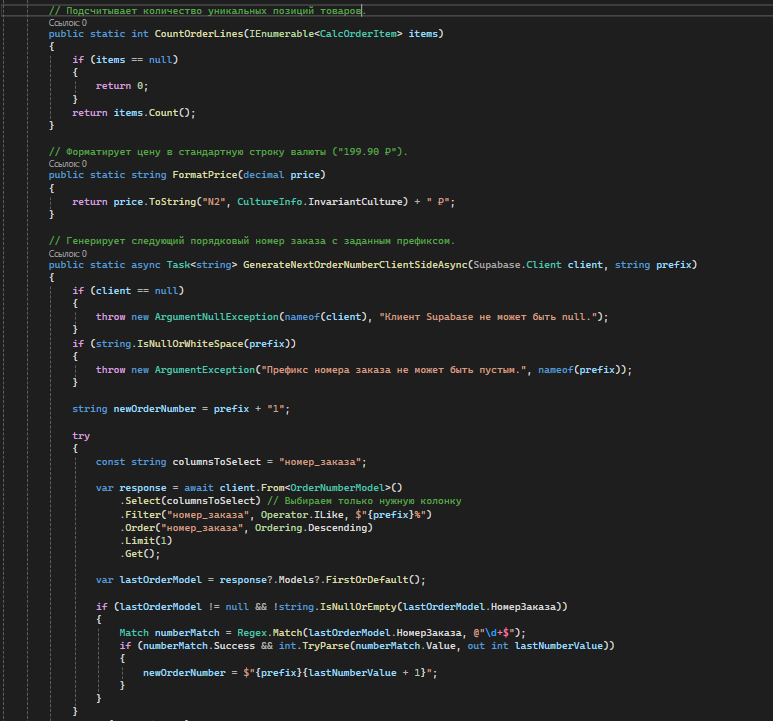 // Подсчитывает количество уникальных позиций товаров.
Ссылок: 0
public static int CountOrderLines(IEnumerable<CalcOrderItem> items)
{
if (items == null)
{
return 0;
}
return items.Count();
}
// Форматирует цену в стандартную строку валюты ("199.90 ₽").
Ссылок: 0
public static string FormatPrice(decimal price)
{
return price.ToString("N2", CultureInfo.InvariantCulture) + " ₽";
}
// Генерирует следующий порядковый номер заказа с заданным префиксом.
Ссылок: 0
public static async Task<string> GenerateNextOrderNumberClientSideAsync(Supabase.Client client, string prefix)
{
if (client == null)
{
throw new ArgumentNullException(nameof(client), "Клиент Supabase не может быть null.");
}
if (string.IsNullOrWhiteSpace(prefix))
{
throw new ArgumentException("Префикс номера заказа не может быть пустым.", nameof(prefix));
}
string newOrderNumber = prefix + "1";
try
{
const string columnsToSelect = "номер_заказа";
var response = await client.From<OrderNumberModel>()
.Select(columnsToSelect) // Выбираем только нужную колонку
.Filter("номер_заказа", Operator.ILike, $"{prefix}%")
.Order("номер_заказа", Ordering.Descending)
.Limit(1)
.Get();
var lastOrderModel = response?.Models?.FirstOrDefault();
if (lastOrderModel != null && !string.IsNullOrEmpty(lastOrderModel.НомерЗаказа))
{
Match numberMatch = Regex.Match(lastOrderModel.НомерЗаказа, @"\d+$");
if (numberMatch.Success && int.TryParse(numberMatch.Value, out int lastNumberValue))
{
newOrderNumber = $"{prefix}{lastNumberValue + 1}";
}
}
}